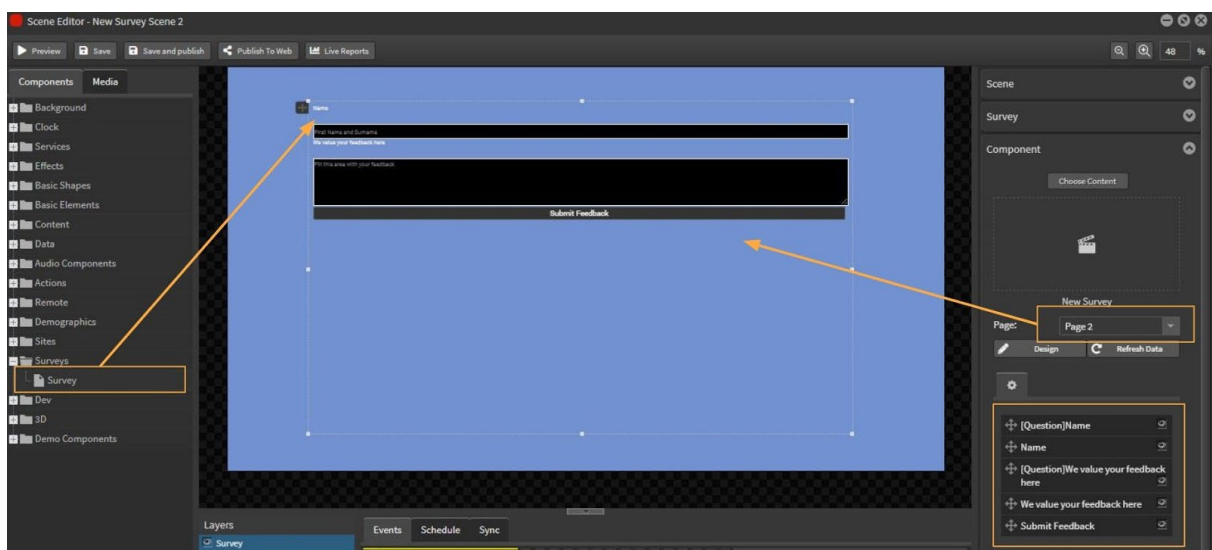 Scene Editor - New Survey Scene 2
Preview Save Save and publish Publish To Web Live Reports 48 %
Components Media
Background
Clock
Services
Effects
Basic Shapes
Basic Elements
Content
Data
Audio Components
Actions
Remote
Demographics
Sites
Surveys
Survey
Dev
3D
Demo Components
Name
First Name and Surname
We value your feedback here
Fill this area with your feedback
Submit Feedback
Layers
Survey
Events Schedule Sync
Scene
Survey
Component
Choose Content
New Survey
Page: Page 2
Design Refresh Data
[Question]Name
Name
[Question]We value your feedback
here
We value your feedback here
Submit Feedback